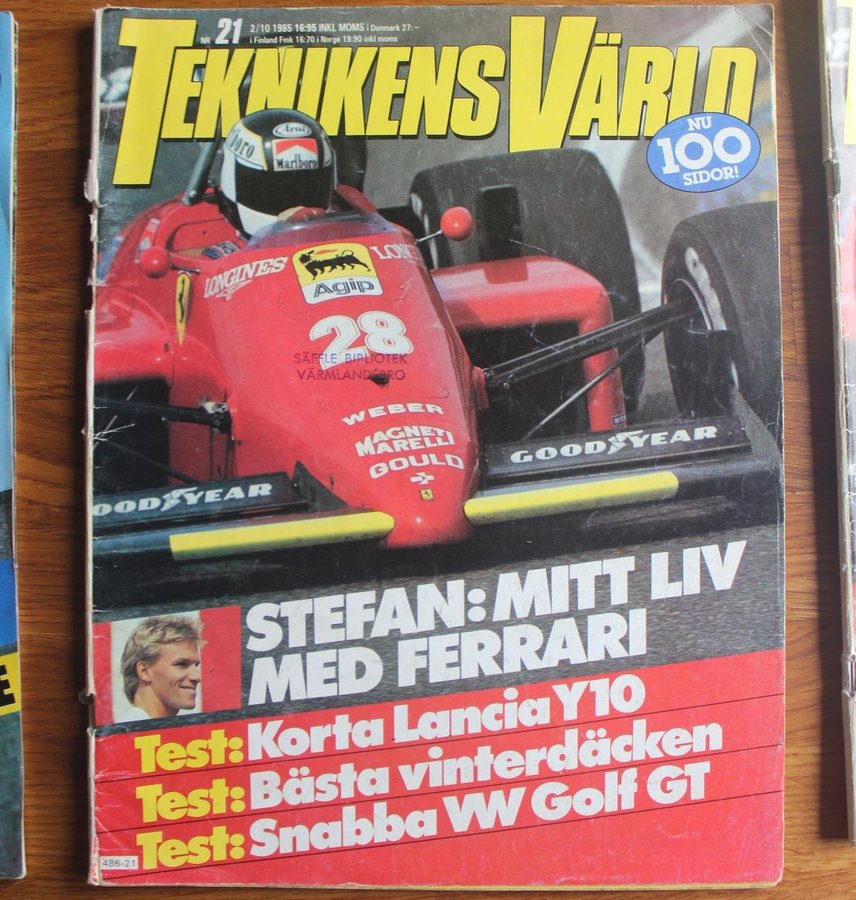 NR 21 2/10 1985 16:95 INKL MOMS i Danmark 27:-
i Finland Fmk 16:70 i Norge 19:90 inkl moms
TEKNIKENS VÄRLD
NU
100
SIDOR!
Arai
Marlboro
boro
LONGINES
LON
Agip
28
SÄFFLE BIBLIOTEK
VÄRMLANDSBRO
WEBER
MAGNETI
MARELLI
GOULD
GOODYEAR
OODYEAR
STEFAN: MITT LIV
MED FERRARI
Test: Korta Lancia Y10
Test: Bästa vinterdäcken
Test: Snabba VW Golf GT
486-21
E